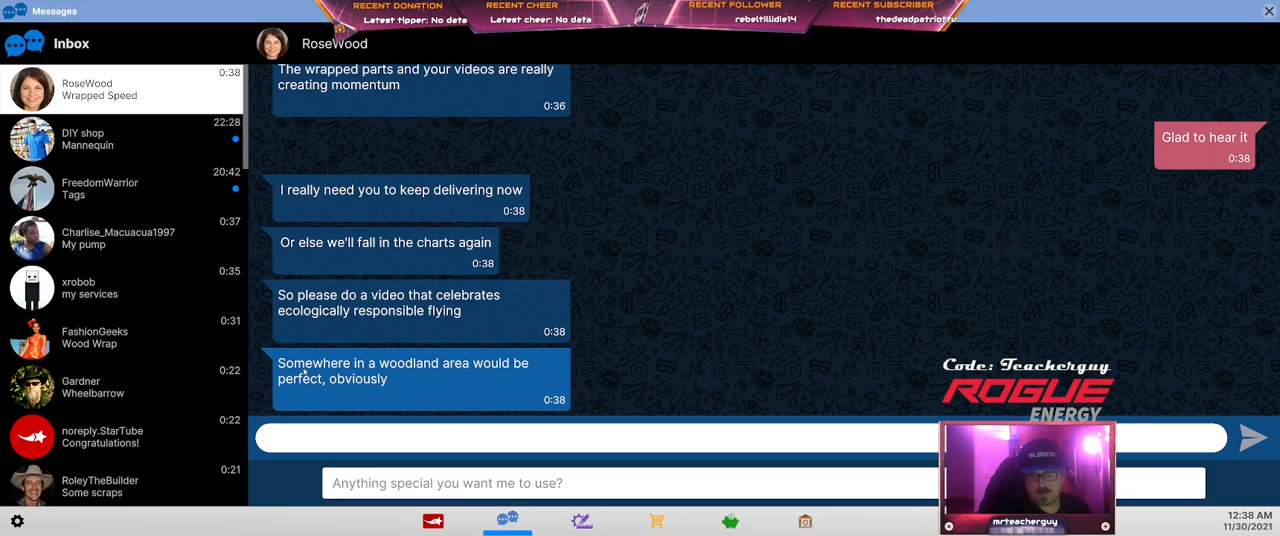 Messages
RECENT DONATION
Latest tipper: No data
RECENT CHEER
Latest cheer: No data
RECENT FOLLOWER
rebeltillidie14
RECENT SUBSCRIBER
thedeadpatriottv
Inbox
RoseWood
RoseWood
Wrapped Speed
0:38
DIY shop
Mannequin
22:28
FreedomWarrior
Tags
20:42
Charlise_Macuacua1997
My pump
0:37
xrobob
my services
0:35
FashionGeeks
Wood Wrap
0:31
Gardner
Wheelbarrow
0:22
noreply.StarTube
Congratulations!
0:22
RoleyTheBuilder
Some scraps
0:21
The wrapped parts and your videos are really
creating momentum
0:36
Glad to hear it
0:38
I really need you to keep delivering now
0:38
Or else we'll fall in the charts again
0:38
So please do a video that celebrates
ecologically responsible flying
0:38
Somewhere in a woodland area would be
perfect, obviously
0:38
Anything special you want me to use?
Code: Teacherguy
ROGUE
ENERGY
mrteacherguy
12:38 AM
11/30/2021